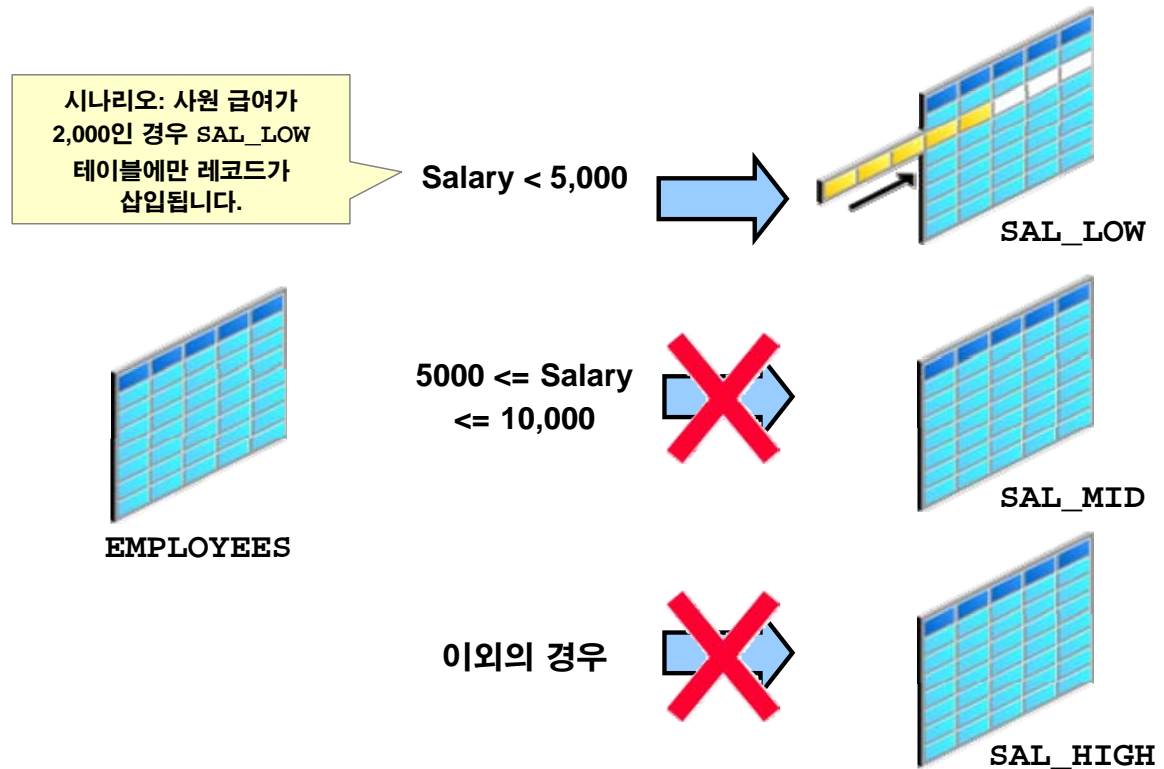 시나리오: 사원 급여가
2,000인 경우 SAL_LOW
테이블에만 레코드가
삽입됩니다.
Salary < 5,000
SAL_LOW
5000 <= Salary
<= 10,000
SAL_MID
EMPLOYEES
이외의 경우
SAL_HIGH